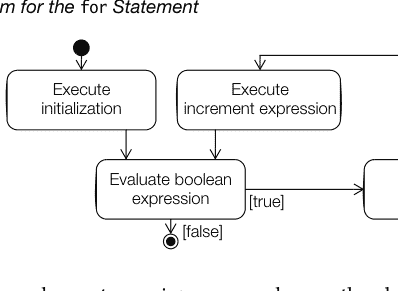 m for the for Statement
Execute
initialization
Execute
increment expression
Evaluate boolean
expression
[true]
[false]